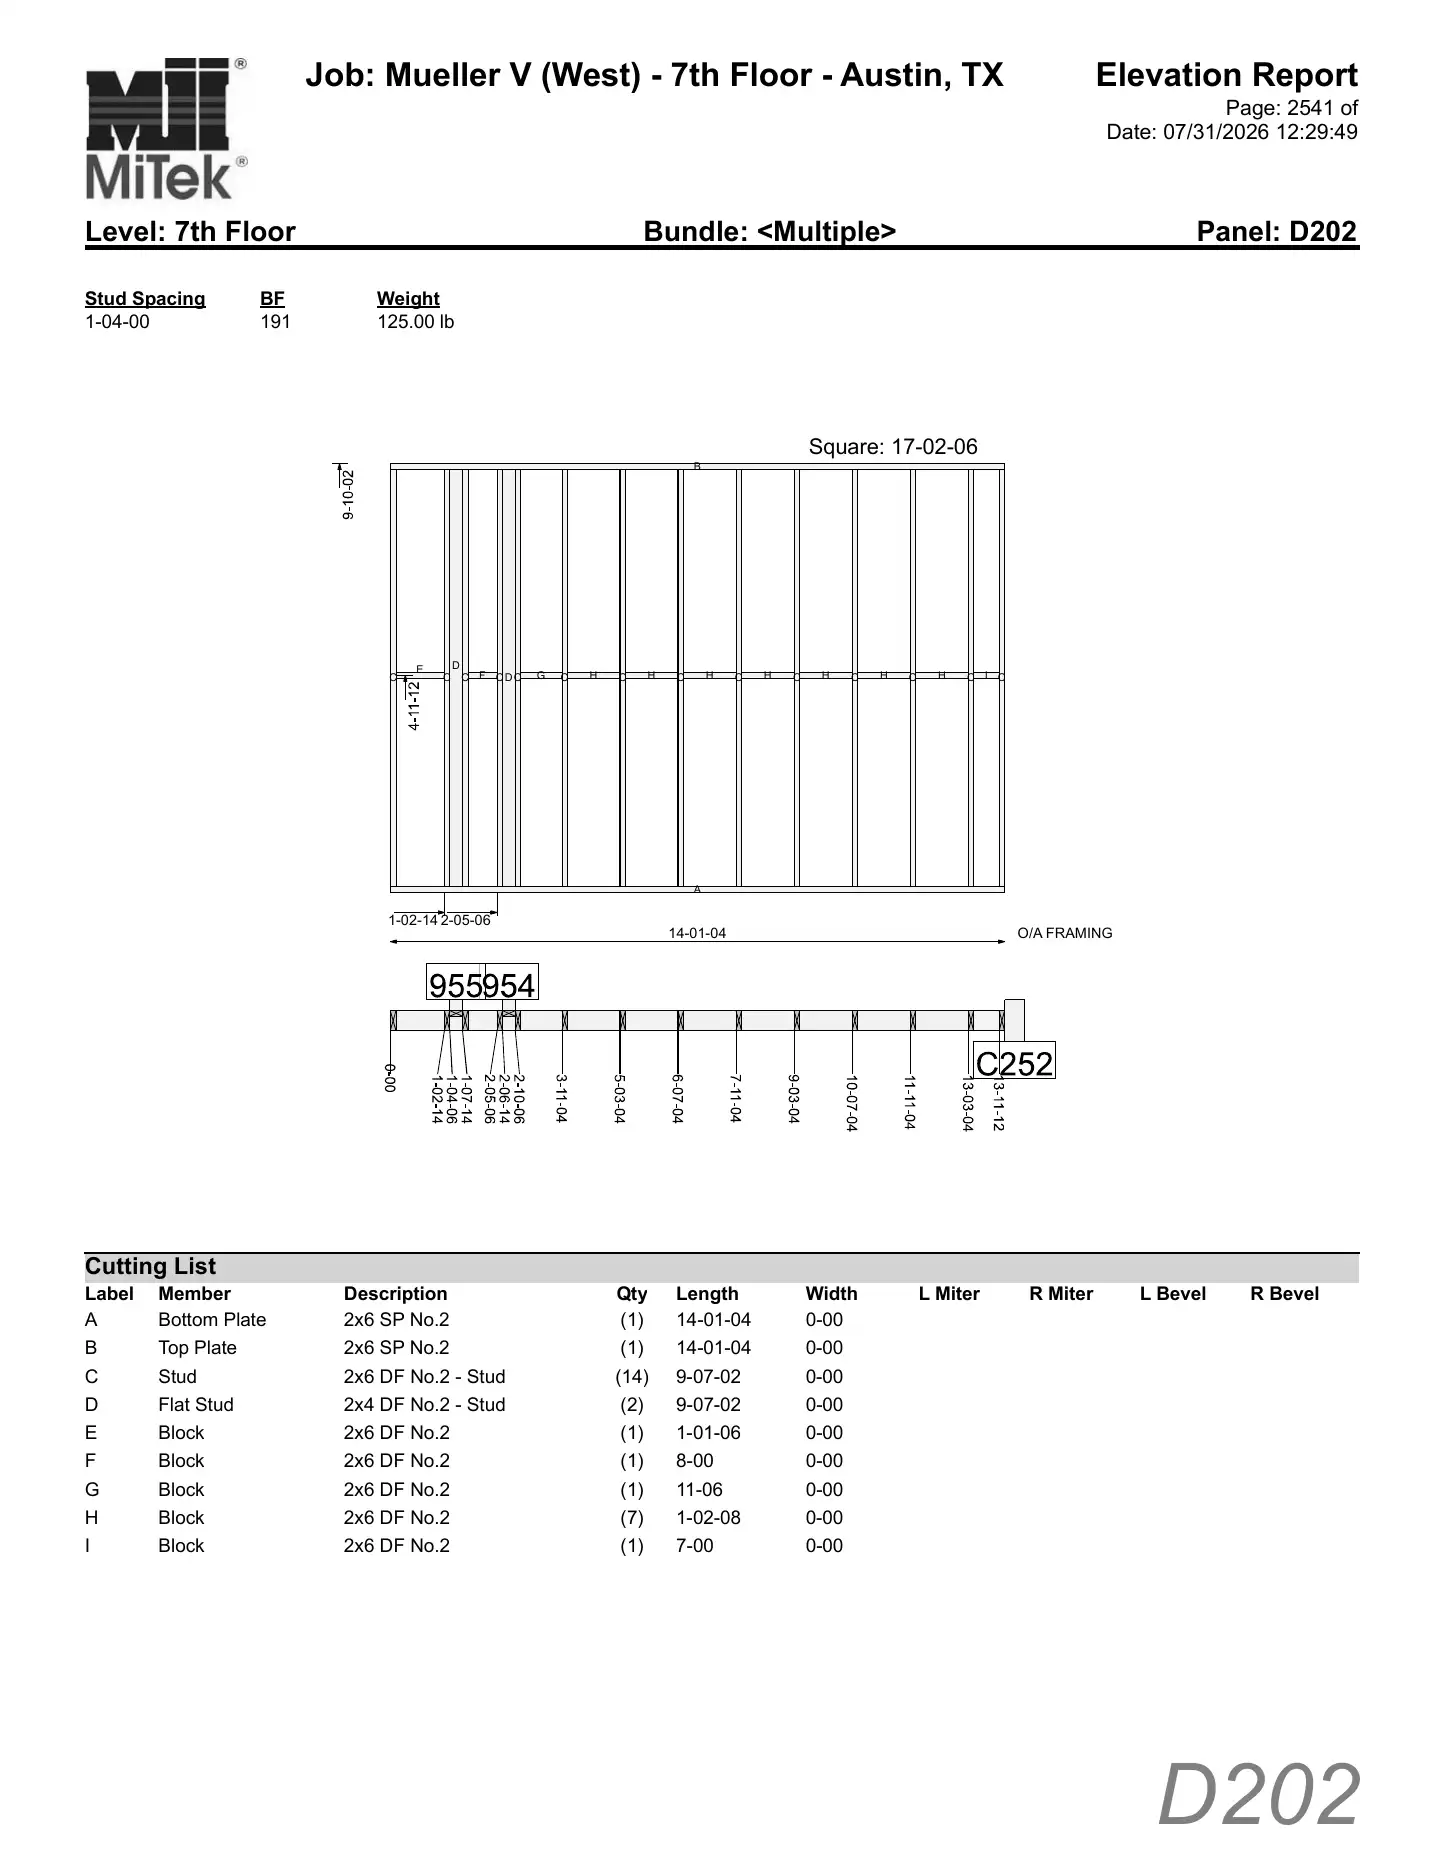 Job: Mueller V (West) - 7th Floor - Austin, TX
Elevation Report
Page: 2541 of
Date: 07/31/2026 12:29:49
MiTek®
Level: 7th Floor
Bundle: <Multiple>
Panel: D202
Stud Spacing BF Weight
1-04-00 191 125.00 lb
Square: 17-02-06
B
9-10-02
E D F D G H H H H H H H I
4-11-12
A
1-02-14 2-05-06
14-01-04 O/A FRAMING
955 954
C252
0-00 1-02-14 1-04-06 1-07-14 2-05-06 2-06-14 2-10-06 3-11-04 5-03-04 6-07-04 7-11-04 9-03-04 10-07-04 11-11-04 13-03-04 13-11-12
Cutting List
Label Member Description Qty Length Width L Miter R Miter L Bevel R Bevel
A Bottom Plate 2x6 SP No.2 (1) 14-01-04 0-00
B Top Plate 2x6 SP No.2 (1) 14-01-04 0-00
C Stud 2x6 DF No.2 - Stud (14) 9-07-02 0-00
D Flat Stud 2x4 DF No.2 - Stud (2) 9-07-02 0-00
E Block 2x6 DF No.2 (1) 1-01-06 0-00
F Block 2x6 DF No.2 (1) 8-00 0-00
G Block 2x6 DF No.2 (1) 11-06 0-00
H Block 2x6 DF No.2 (7) 1-02-08 0-00
I Block 2x6 DF No.2 (1) 7-00 0-00
D202